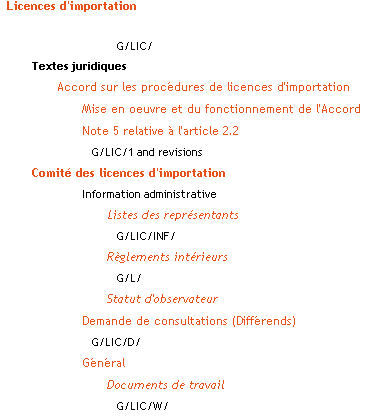 Licences d'importation
G/LIC/
Textes juridiques
Accord sur les procédures de licences d'importation
Mise en oeuvre et du fonctionnement de l'Accord
Note 5 relative à l'article 2.2
G/LIC/1 and revisions
Comité des licences d'importation
Information administrative
Listes des représentants
G/LIC/INF/
Règlements intérieurs
G/L/
Statut d'observateur
Demande de consultations (Différends)
G/LIC/D/
Général
Documents de travail
G/LIC/W/